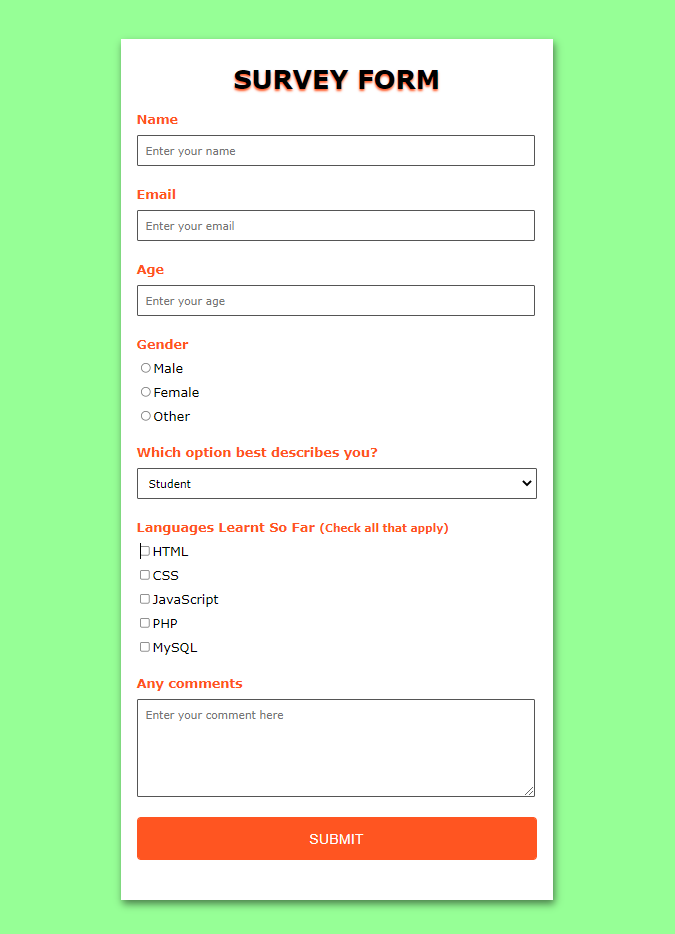 SURVEY FORM
Name
Enter your name
Email
Enter your email
Age
Enter your age
Gender
Male
Female
Other
Which option best describes you?
Student
Languages Learnt So Far (Check all that apply)
HTML
CSS
JavaScript
PHP
MySQL
Any comments
Enter your comment here
SUBMIT